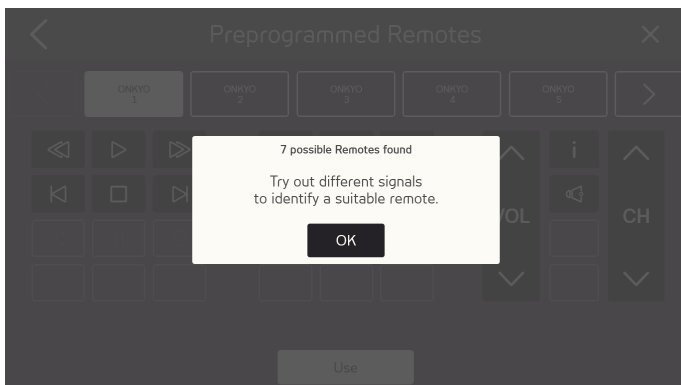 Preprogrammed Remotes
ONKYO
1
ONKYO
2
ONKYO
3
ONKYO
4
ONKYO
5
7 possible Remotes found
Try out different signals
to identify a suitable remote.
OK
i
VOL
CH
Use